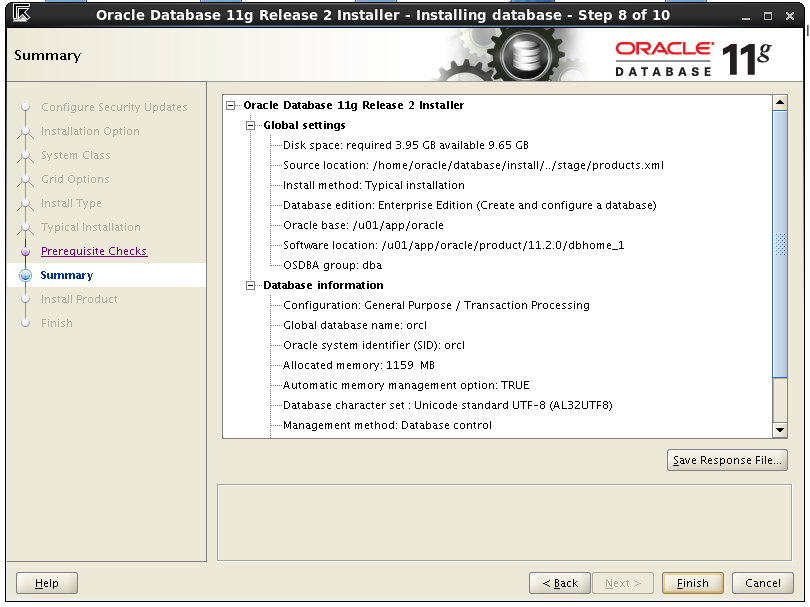 Oracle Database 11g Release 2 Installer - Installing database - Step 8 of 10
Summary
ORACLE
DATABASE
11g
Configure Security Updates
Installation Option
System Class
Grid Options
Install Type
Typical Installation
Prerequisite Checks
Summary
Install Product
Finish
Oracle Database 11g Release 2 Installer
Global settings
Disk space: required 3.95 GB available 9.65 GB
Source location: /home/oracle/database/install/../stage/products.xml
Install method: Typical installation
Database edition: Enterprise Edition (Create and configure a database)
Oracle base: /u01/app/oracle
Software location: /u01/app/oracle/product/11.2.0/dbhome_1
OSDBA group: dba
Database information
Configuration: General Purpose / Transaction Processing
Global database name: orcl
Oracle system identifier (SID): orcl
Allocated memory: 1159 MB
Automatic memory management option: TRUE
Database character set : Unicode standard UTF-8 (AL32UTF8)
Management method: Database control
Save Response File...
Help
< Back
Next >
Finish
Cancel